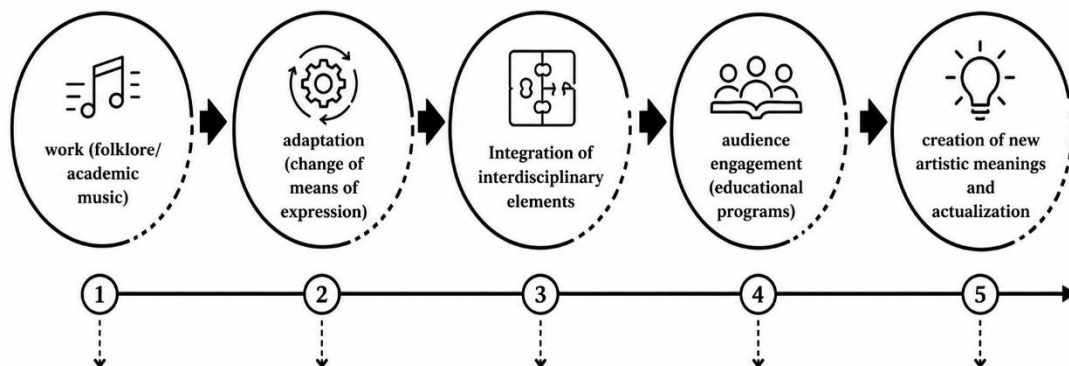 work (folklore/
academic
music)
adaptation
(change of
means of
expression)
Integration of
interdisciplinary
elements
audience
engagement
(educational
programs)
creation of new
artistic meanings
and
actualization
1
2
3
4
5